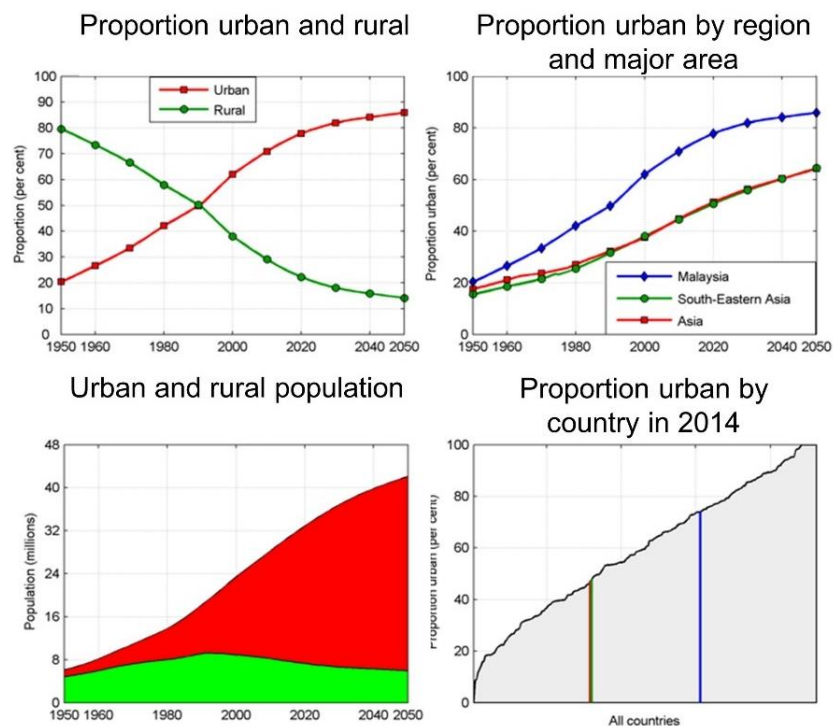 Proportion urban and rural
100
90
80
70
60
50
40
30
20
10
0
Proportion (per cent)
Urban
Rural
1950 1960 1980 2000 2020 2040 2050
Proportion urban by region
and major area
100
80
60
40
20
0
Proportion urban (per cent)
Malaysia
South-Eastern Asia
Asia
1950 1960 1980 2000 2020 2040 2050
Urban and rural population
48
40
32
24
16
8
0
Population (millions)
1950 1960 1980 2000 2020 2040 2050
Proportion urban by
country in 2014
100
80
60
40
20
0
Proportion urban (per cent)
All countries